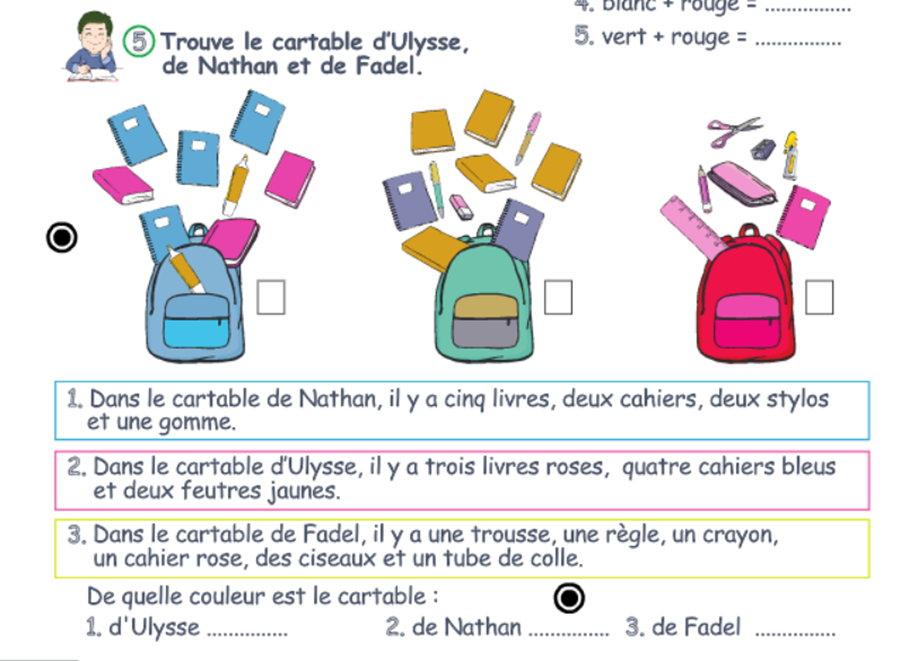 4. blanc + rouge = ...............
5. vert + rouge = ...............
5 Trouve le cartable d'Ulysse,
de Nathan et de Fadel.
1. Dans le cartable de Nathan, il y a cinq livres, deux cahiers, deux stylos
et une gomme.
2. Dans le cartable d'Ulysse, il y a trois livres roses, quatre cahiers bleus
et deux feutres jaunes.
3. Dans le cartable de Fadel, il y a une trousse, une règle, un crayon,
un cahier rose, des ciseaux et un tube de colle.
De quelle couleur est le cartable :
1. d'Ulysse .............. 2. de Nathan .............. 3. de Fadel ..............